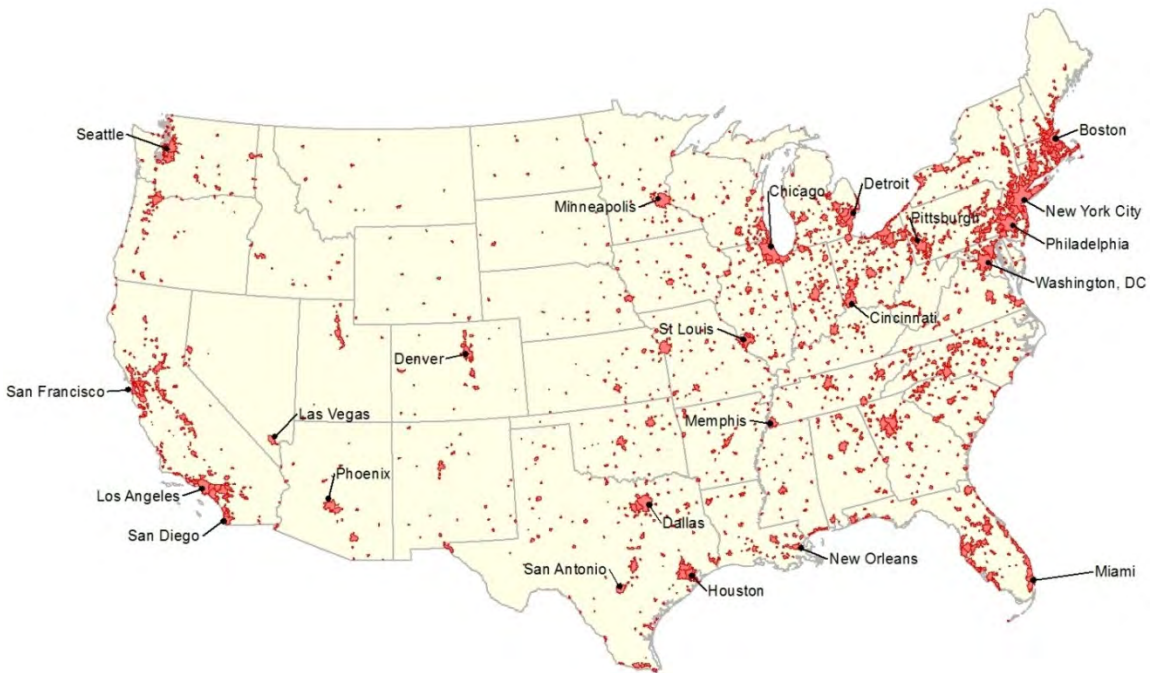 Seattle
Boston
Chicago
Detroit
Minneapolis
New York City
Pittsburgh
Philadelphia
Washington, DC
Cincinnati
St Louis
Denver
San Francisco
Las Vegas
Memphis
Phoenix
Los Angeles
Dallas
San Diego
New Orleans
San Antonio
Miami
Houston